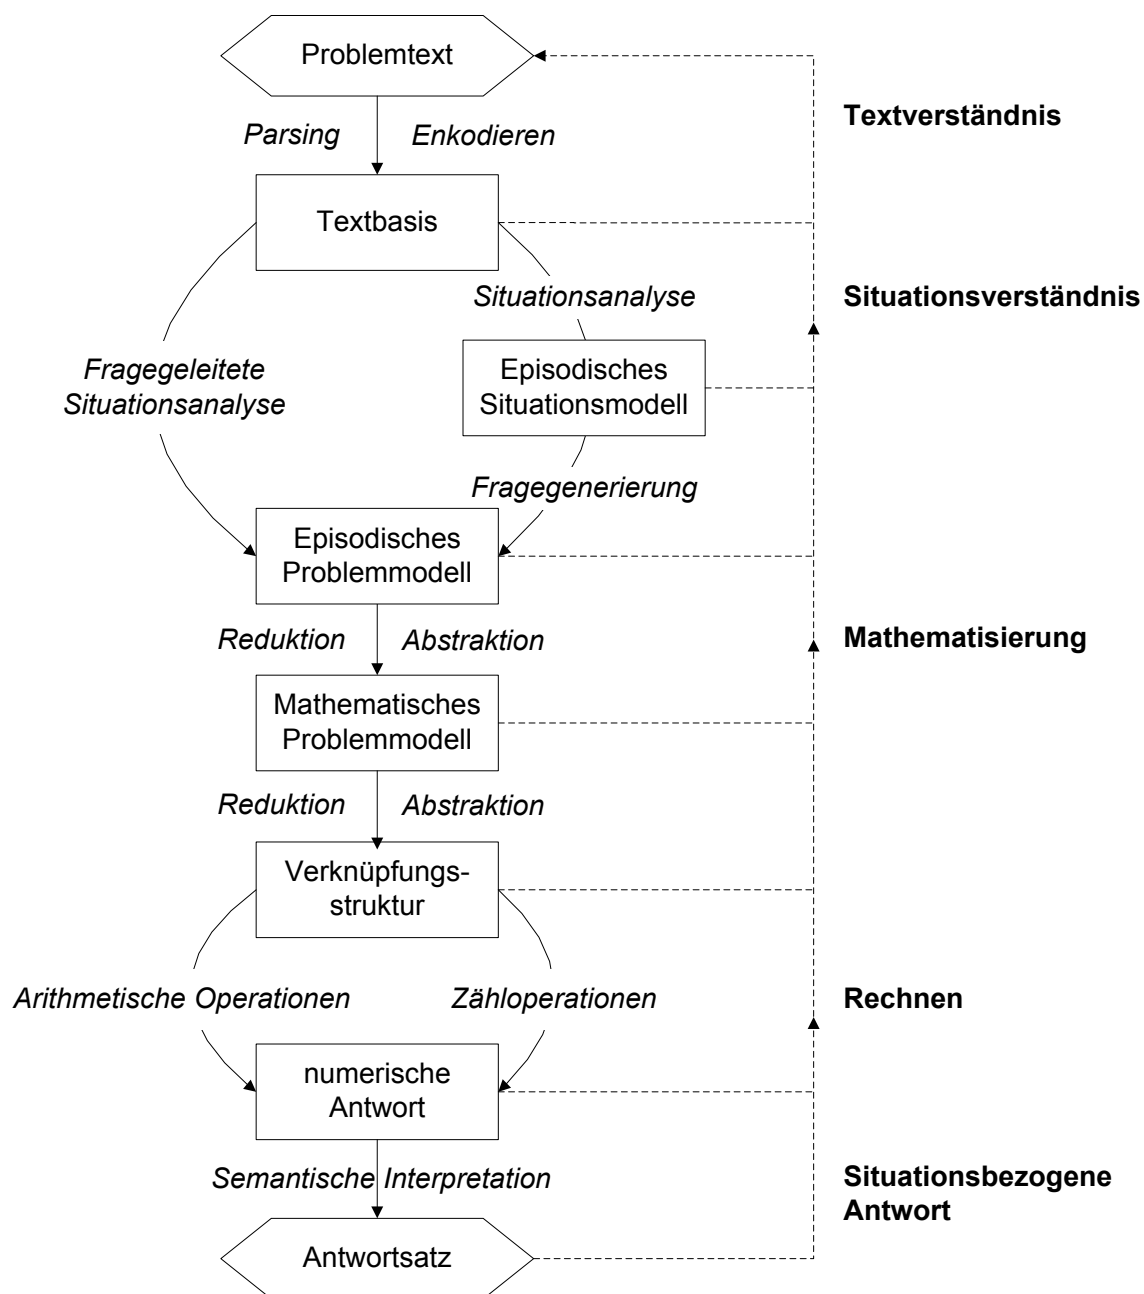 Problemtext
Textverständnis
Parsing
Enkodieren
Textbasis
Situationsanalyse
Situationsverständnis
Fragegeleitete
Situationsanalyse
Episodisches
Situationsmodell
Fragegenerierung
Episodisches
Problemmodell
Reduktion
Abstraktion
Mathematisierung
Mathematisches
Problemmodell
Reduktion
Abstraktion
Verknüpfungs-
struktur
Arithmetische Operationen
Zähloperationen
Rechnen
numerische
Antwort
Semantische Interpretation
Situationsbezogene
Antwort
Antwortsatz